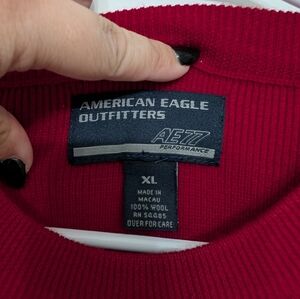 AMERICAN EAGLE
OUTFITTERS
AE77
PERFORMANCE
XL
MADE IN
MACAU
100% WOOL
RN 54485
OVER FOR CARE